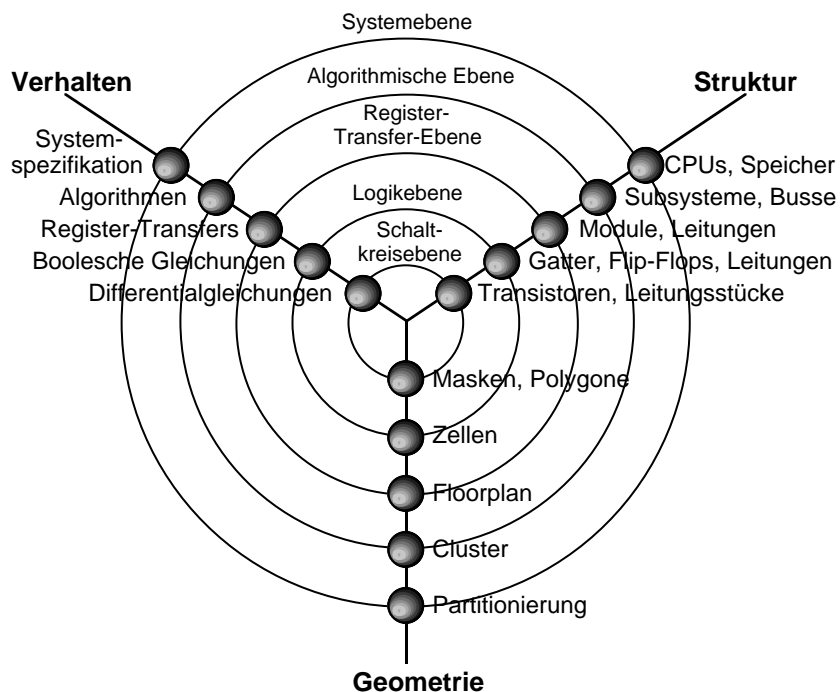 Systemebene
Algorithmische Ebene
Verhalten
Struktur
Register-
Transfer-Ebene
System-
spezifikation
CPUs, Speicher
Algorithmen
Logikebene
Subsysteme, Busse
Register-Transfers
Schalt-
kreisebene
Module, Leitungen
Boolesche Gleichungen
Gatter, Flip-Flops, Leitungen
Differentialgleichungen
Transistoren, Leitungsstücke
Masken, Polygone
Zellen
Floorplan
Cluster
Partitionierung
Geometrie